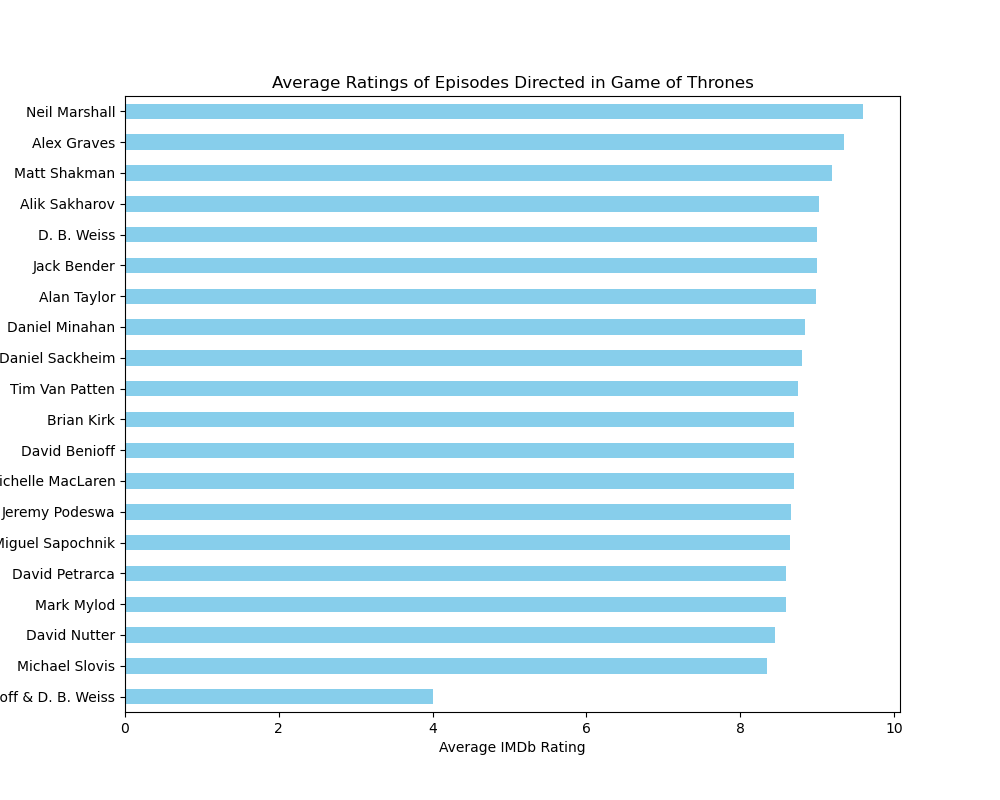 Average Ratings of Episodes Directed in Game of Thrones
Neil Marshall
Alex Graves
Matt Shakman
Alik Sakharov
D. B. Weiss
Jack Bender
Alan Taylor
Daniel Minahan
Daniel Sackheim
Tim Van Patten
Brian Kirk
David Benioff
ichelle MacLaren
Jeremy Podeswa
Miguel Sapochnik
David Petrarca
Mark Mylod
David Nutter
Michael Slovis
off & D. B. Weiss
0 2 4 6 8 10
Average IMDb Rating